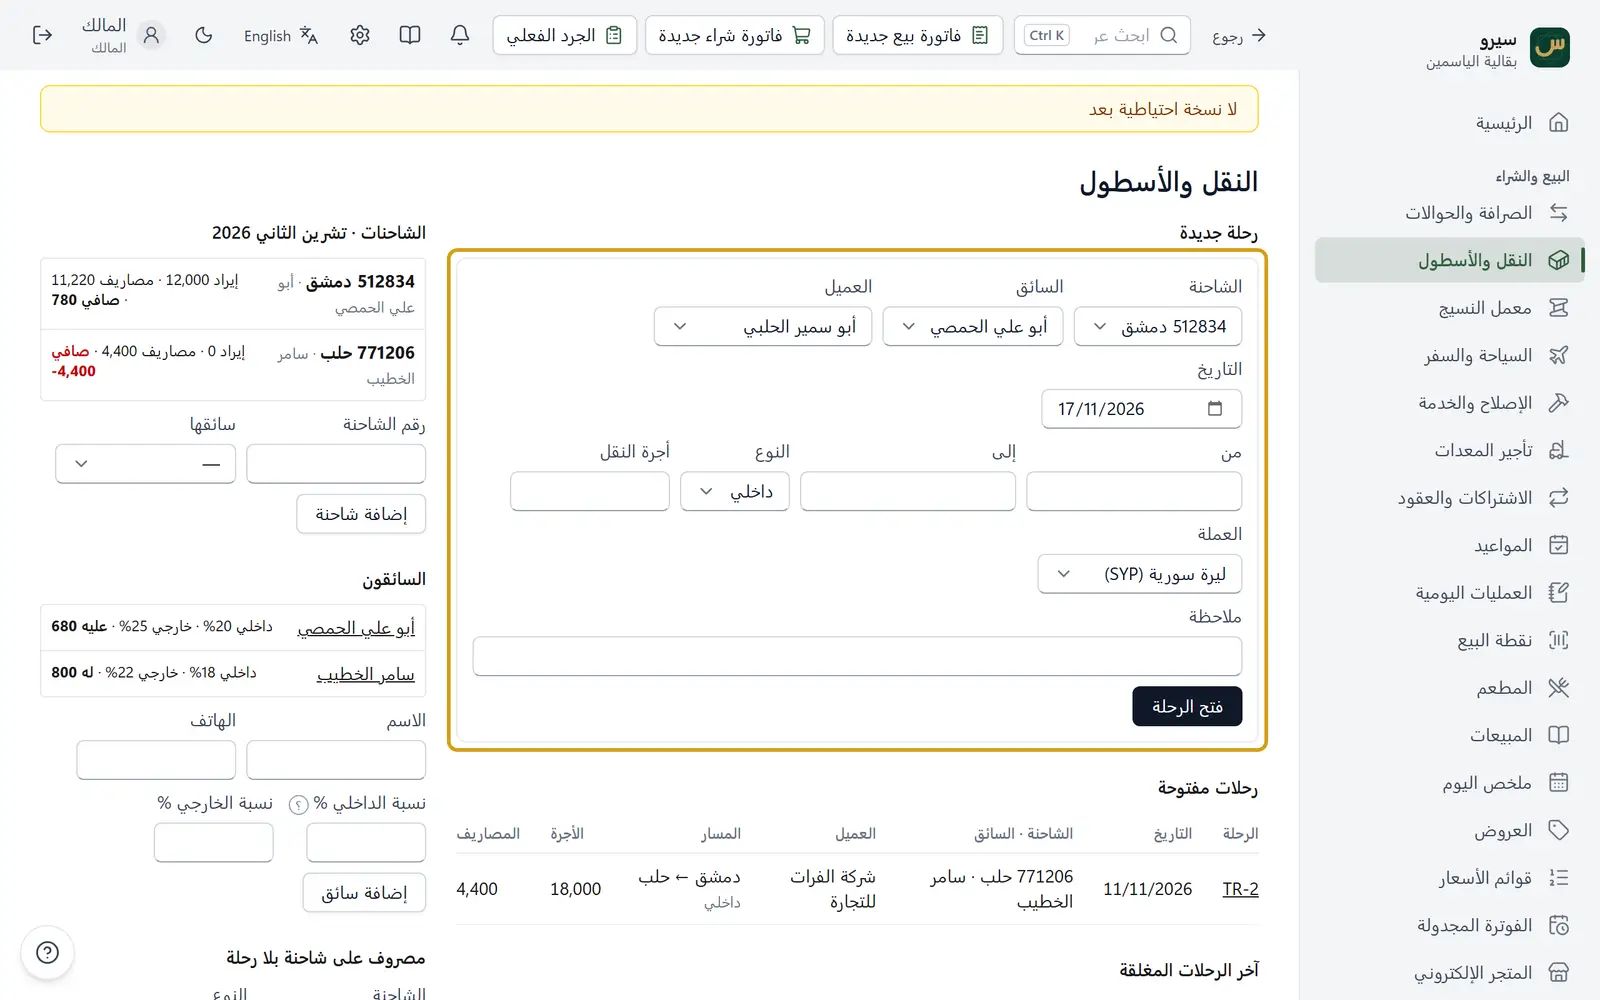 سيرو
بقالية الياسمين
رجوع
ابحث عر
Ctrl K
فاتورة بيع جديدة
فاتورة شراء جديدة
الجرد الفعلي
English
المالك
المالك
الرئيسية
البيع والشراء
الصرافة والحوالات
النقل والأسطول
معمل النسيج
السياحة والسفر
الإصلاح والخدمة
تأجير المعدات
الاشتراكات والعقود
المواعيد
العمليات اليومية
نقطة البيع
المطعم
المبيعات
ملخص اليوم
العروض
قوائم الأسعار
الفوترة المجدولة
المتجر الإلكتروني
لا نسخة احتياطية بعد
النقل والأسطول
رحلة جديدة
الشاحنة السائق العميل
512834 دمشق أبو علي الحمصي أبو سمير الحلبي
التاريخ
17/11/2026
من إلى النوع أجرة النقل
داخلي
العملة
ليرة سورية (SYP)
ملاحظة
فتح الرحلة
رحلات مفتوحة
الرحلة التاريخ الشاحنة · السائق العميل المسار الأجرة المصاريف
TR-2 11/11/2026 771206 حلب · سامر الخطيب شركة الفرات للتجارة دمشق ← حلب داخلي 18,000 4,400
آخر الرحلات المغلقة
الشاحنات · تشرين الثاني 2026
512834 دمشق · أبو علي الحمصي
إيراد 12,000 · مصاريف 11,220 · صافي 780
771206 حلب · سامر الخطيب
إيراد 0 · مصاريف 4,400 · صافي -4,400
رقم الشاحنة سائقها
—
إضافة شاحنة
السائقون
أبو علي الحمصي داخلي 20% · خارجي 25% · عليه 680
سامر الخطيب داخلي 18% · خارجي 22% · له 800
الاسم الهاتف
نسبة الداخلي % ؟ نسبة الخارجي %
إضافة سائق
مصروف على شاحنة بلا رحلة
الشاحنة النوع